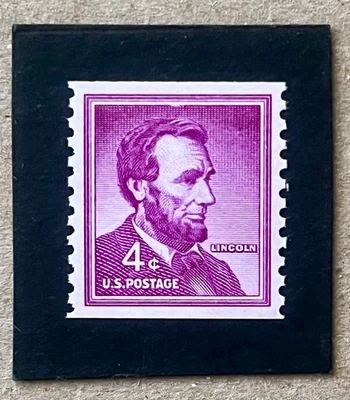 LINCOLN
4¢
U.S. POSTAGE